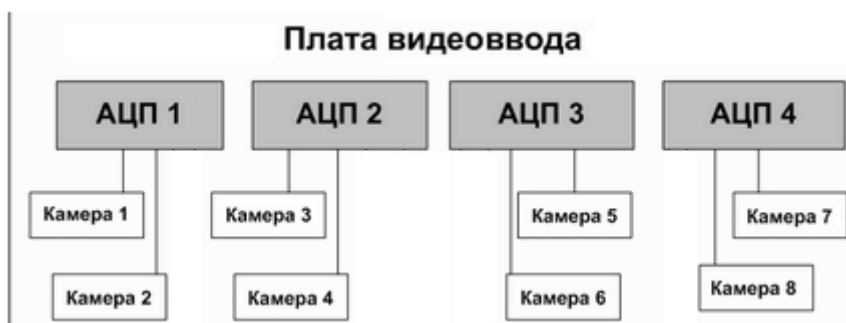 Плата видеоввода
АЦП 1
АЦП 2
АЦП 3
АЦП 4
Камера 1
Камера 3
Камера 5
Камера 7
Камера 2
Камера 4
Камера 6
Камера 8